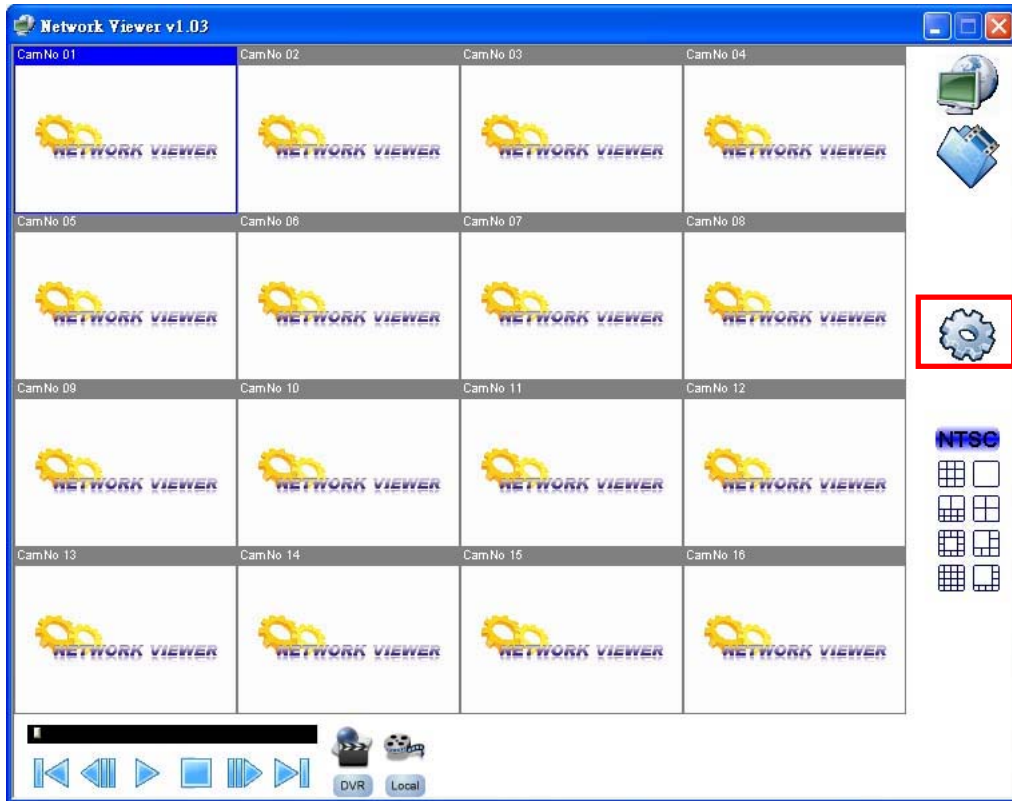 Network Viewer v1.03
CamNo 01 CamNo 02 CamNo 03 CamNo 04
NETWORK VIEWER NETWORK VIEWER NETWORK VIEWER NETWORK VIEWER
CamNo 05 CamNo 06 CamNo 07 CamNo 08
NETWORK VIEWER NETWORK VIEWER NETWORK VIEWER NETWORK VIEWER
CamNo 09 CamNo 10 CamNo 11 CamNo 12
NETWORK VIEWER NETWORK VIEWER NETWORK VIEWER NETWORK VIEWER
CamNo 13 CamNo 14 CamNo 15 CamNo 16
NETWORK VIEWER NETWORK VIEWER NETWORK VIEWER NETWORK VIEWER
NTSC
DVR Local